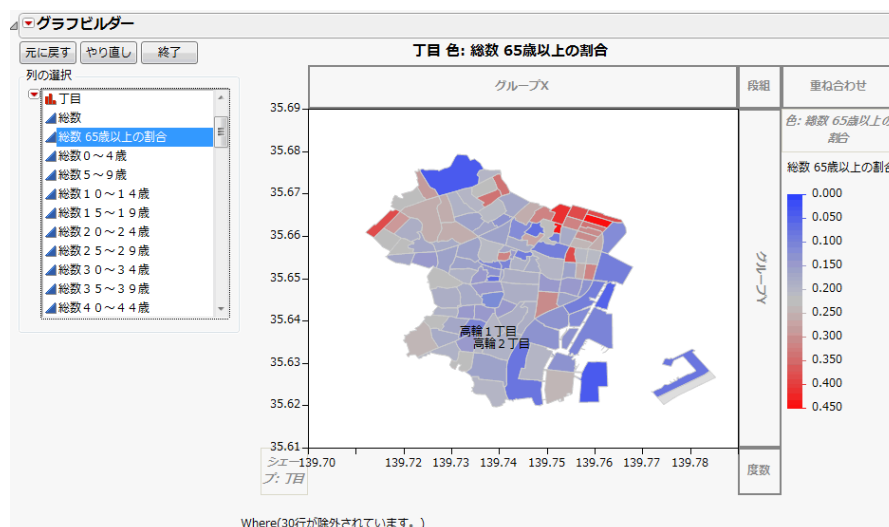 グラフビルダー
元に戻す やり直し 終了
列の選択
丁目
総数
総数 65歳以上の割合
総数0～4歳
総数5～9歳
総数10～14歳
総数15～19歳
総数20～24歳
総数25～29歳
総数30～34歳
総数35～39歳
総数40～44歳
丁目 色: 総数 65歳以上の割合
グループX
段組
重ね合わせ
35.69
35.68
35.67
35.66
35.65
35.64
35.63
35.62
35.61
高輪1丁目
高輪2丁目
グループY
色: 総数 65歳以上の
割合
総数 65歳以上の割合
0.000
0.050
0.100
0.150
0.200
0.250
0.300
0.350
0.400
0.450
シェー
プ: 丁目
139.70 139.72 139.73 139.74 139.75 139.76 139.77 139.78
度数
Where(30行が除外されています。)